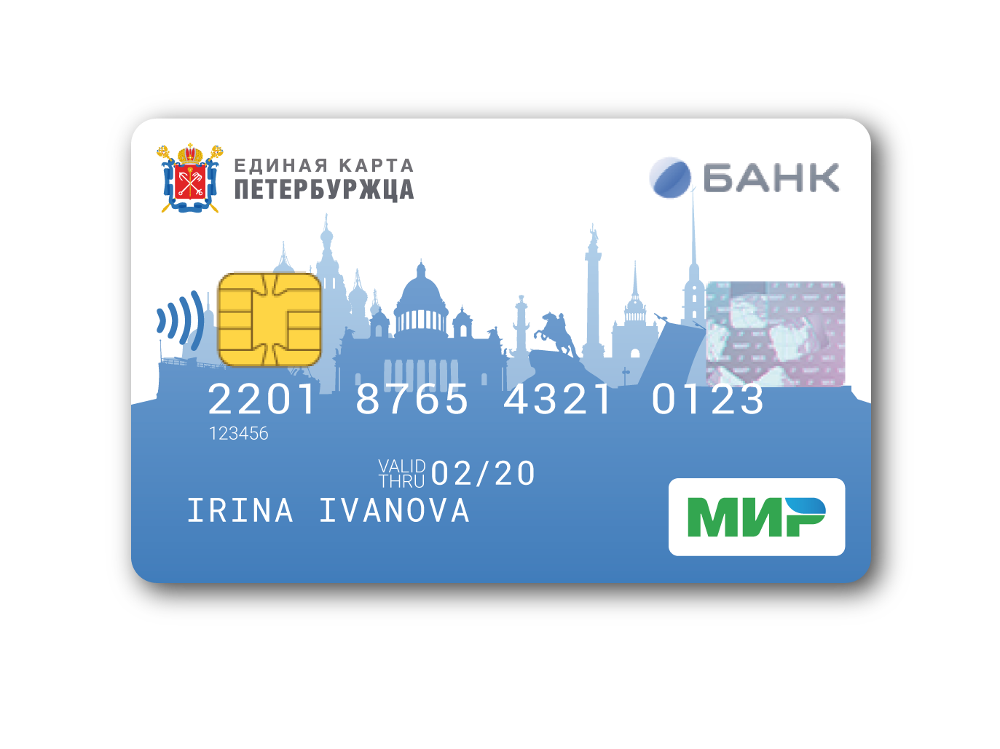 ЕДИНАЯ КАРТА
ПЕТЕРБУРЖЦА
БАНК
2201 8765 4321 0123
123456
VALID THRU 02/20
IRINA IVANOVA
МИР